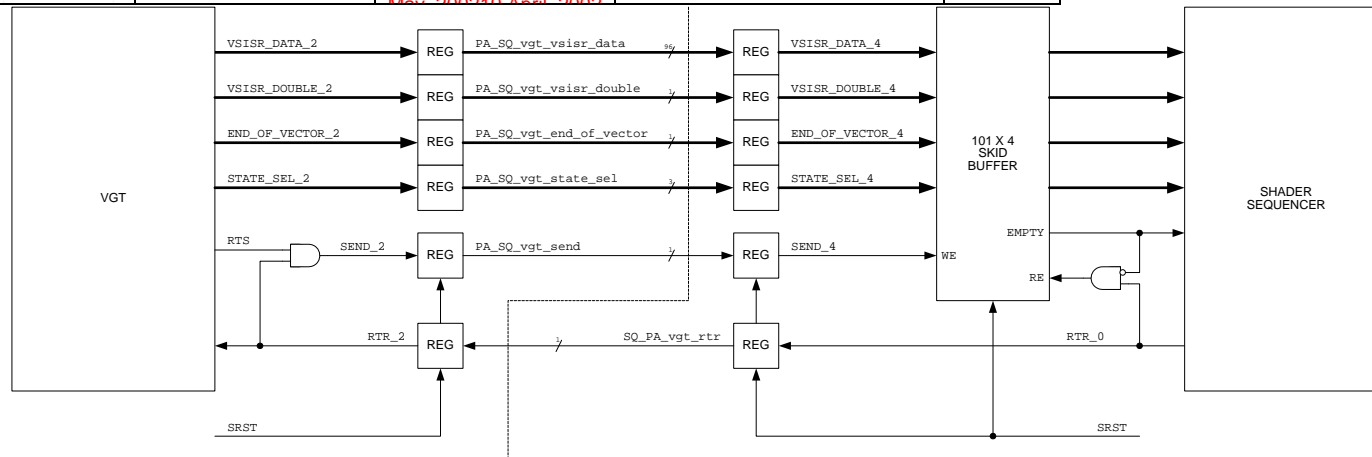 VSISR_DATA_2 REG PA_SQ_vgt_vsisr_data 96 REG VSISR_DATA_4
VSISR_DOUBLE_2 REG PA_SQ_vgt_vsisr_double 1 REG VSISR_DOUBLE_4
END_OF_VECTOR_2 REG PA_SQ_vgt_end_of_vector 1 REG END_OF_VECTOR_4
101 X 4
SKID
BUFFER
STATE_SEL_2 REG PA_SQ_vgt_state_sel 3 REG STATE_SEL_4
VGT
SHADER
SEQUENCER
RTS
SEND_2 REG PA_SQ_vgt_send 1 REG SEND_4
WE
EMPTY
RE
RTR_2 REG 1 SQ_PA_vgt_rtr REG RTR_0
SRST SRST